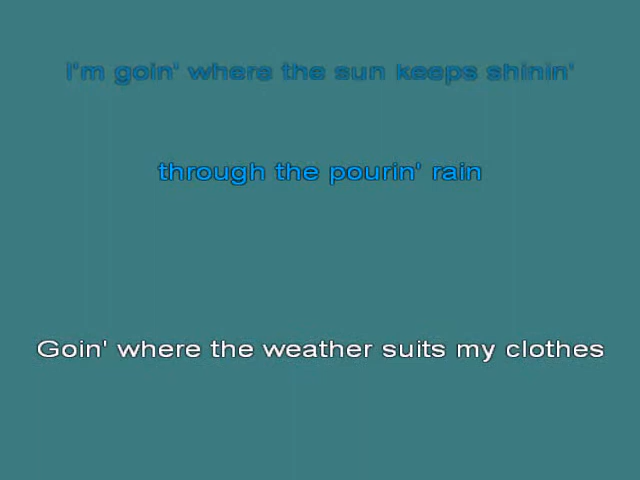 I'm goin' where the sun keeps shinin'
through the pourin' rain
Goin' where the weather suits my clothes